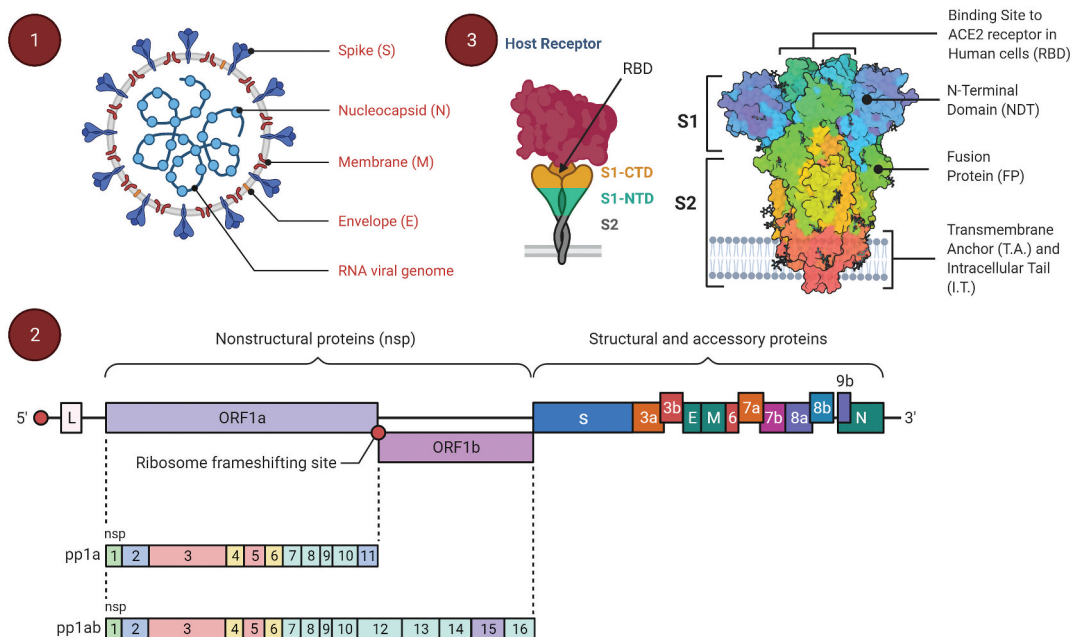 1
Spike (S)
Nucleocapsid (N)
Membrane (M)
Envelope (E)
RNA viral genome
3
Host Receptor
RBD
S1-CTD
S1-NTD
S2
S1
S2
Binding Site to
ACE2 receptor in
Human cells (RBD)
N-Terminal
Domain (NDT)
Fusion
Protein (FP)
Transmembrane
Anchor (T.A.) and
Intracellular Tail
(I.T.)
2
Nonstructural proteins (nsp)
Structural and accessory proteins
5' L ORF1a S 3a 3b E M 6 7a 7b 8a 8b 9b N 3'
ORF1b
Ribosome frameshifting site
nsp
pp1a 1 2 3 4 5 6 7 8 9 10 11
nsp
pp1ab 1 2 3 4 5 6 7 8 9 10 12 13 14 15 16